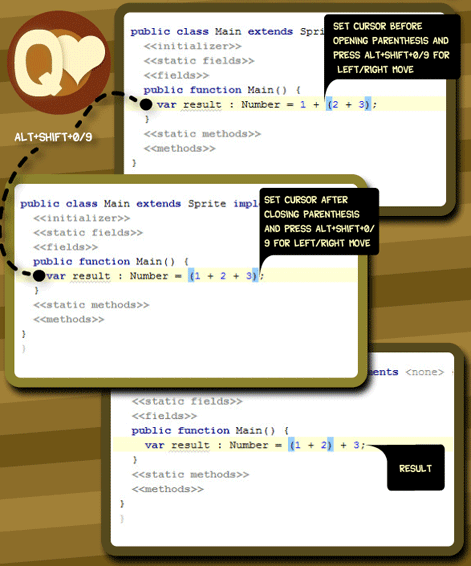 Q
ALT+SHIFT+0/9
public class Main extends Sprite
<<initializer>>
<<static fields>>
<<fields>>
public function Main() {
var result : Number = 1 + (2 + 3);
}
<<static methods>>
<<methods>>
}
SET CURSOR BEFORE
OPENING PARENTHESIS AND
PRESS ALT+SHIFT+0/9 FOR
LEFT/RIGHT MOVE
public class Main extends Sprite imple
<<initializer>>
<<static fields>>
<<fields>>
public function Main() {
var result : Number = (1 + 2 + 3);
}
<<static methods>>
<<methods>>
}
)
SET CURSOR AFTER
CLOSING PARENTHESIS
AND PRESS ALT+SHIFT+0/
9 FOR LEFT/RIGHT MOVE
ments <none>
<<static fields>>
<<fields>>
public function Main() {
var result : Number = (1 + 2) + 3;
}
<<static methods>>
<<methods>>
}
)
RESULT